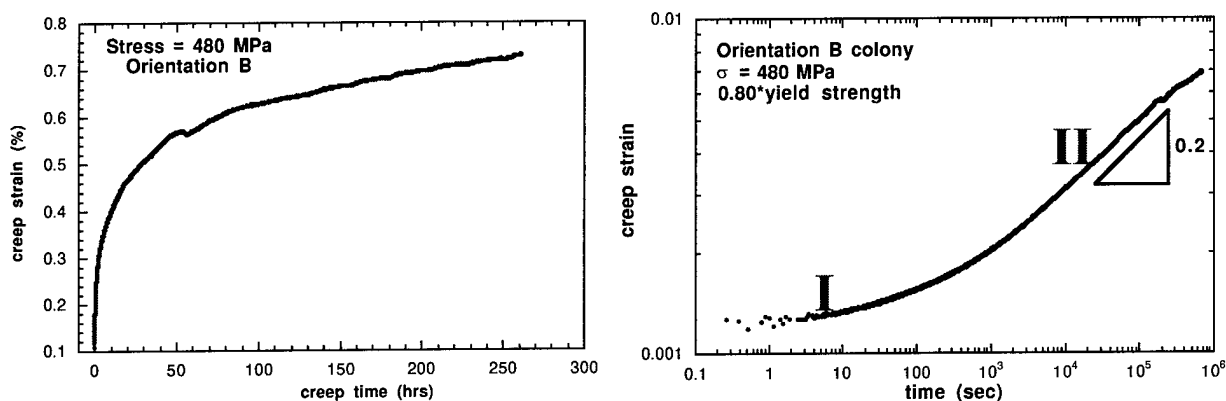 0.8
0.7
0.6
0.5
0.4
0.3
0.2
0.1
creep strain (%)
Stress = 480 MPa
Orientation B
0
50
100
150
200
250
300
creep time (hrs)
0.01
0.001
creep strain
Orientation B colony
σ = 480 MPa
0.80*yield strength
I
II
0.2
0.1
1
10
100
10³
10⁴
10⁵
10⁶
time (sec)